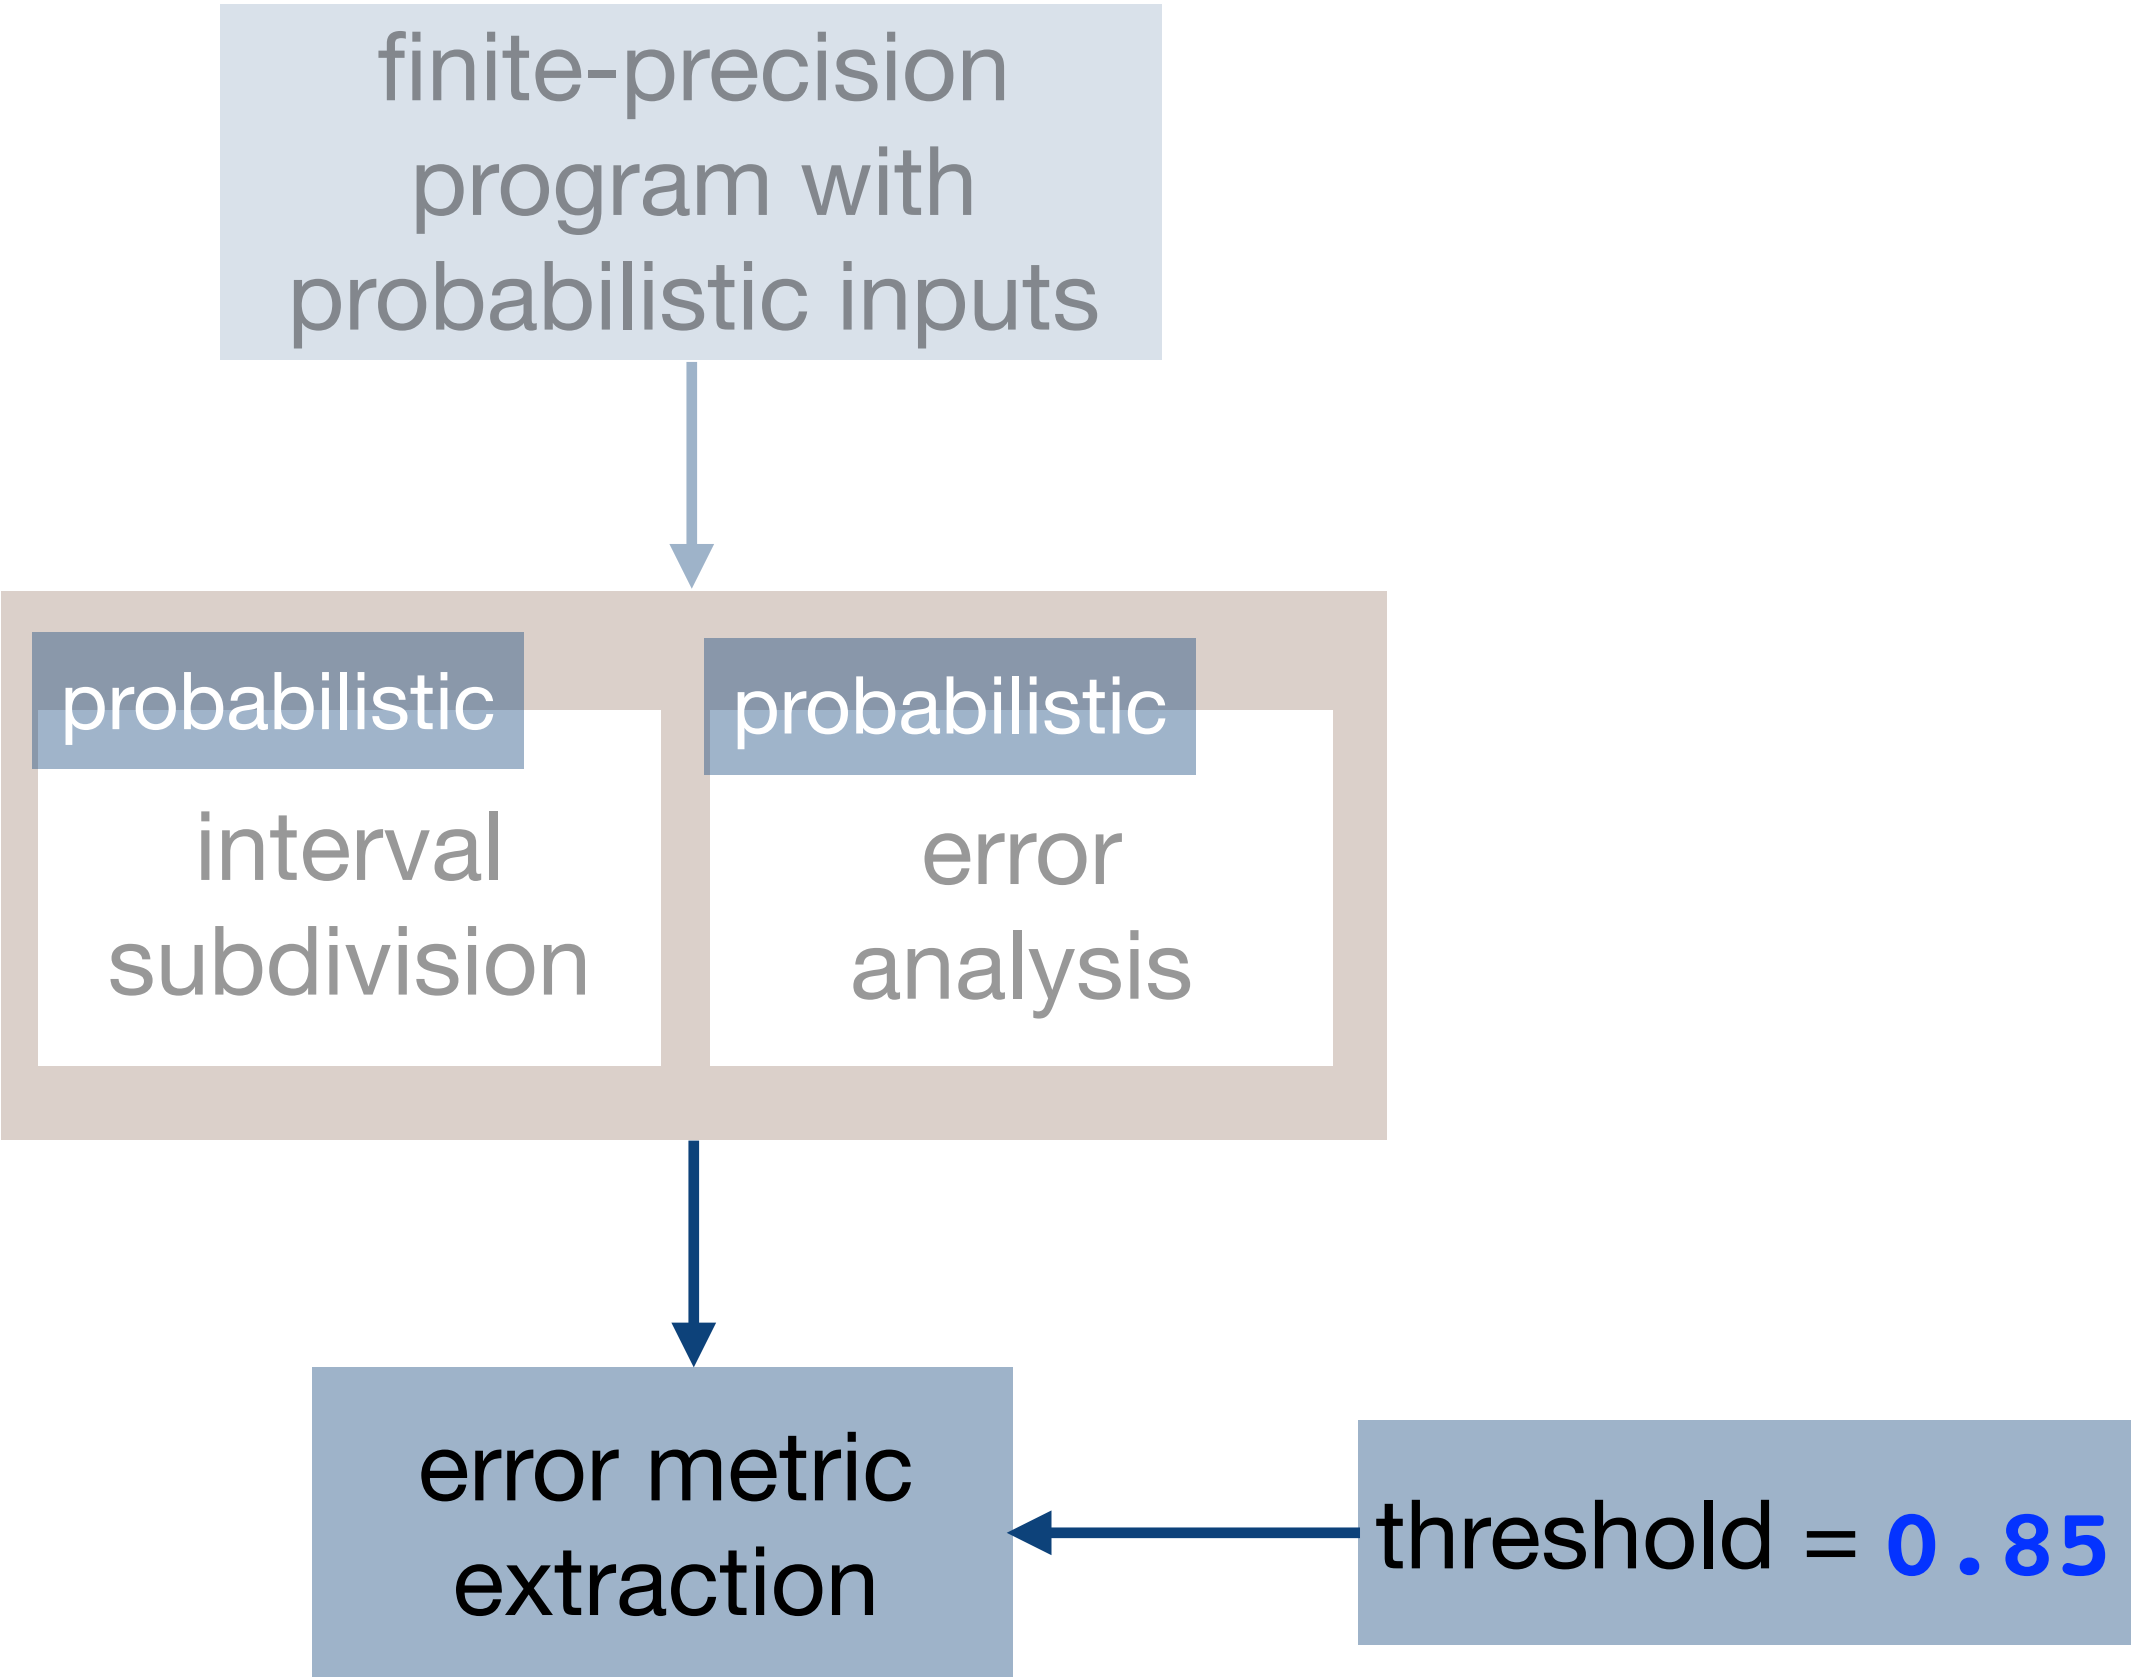 finite-precision
program with
probabilistic inputs
probabilistic
interval
subdivision
probabilistic
error
analysis
error metric
extraction
threshold = 0.85